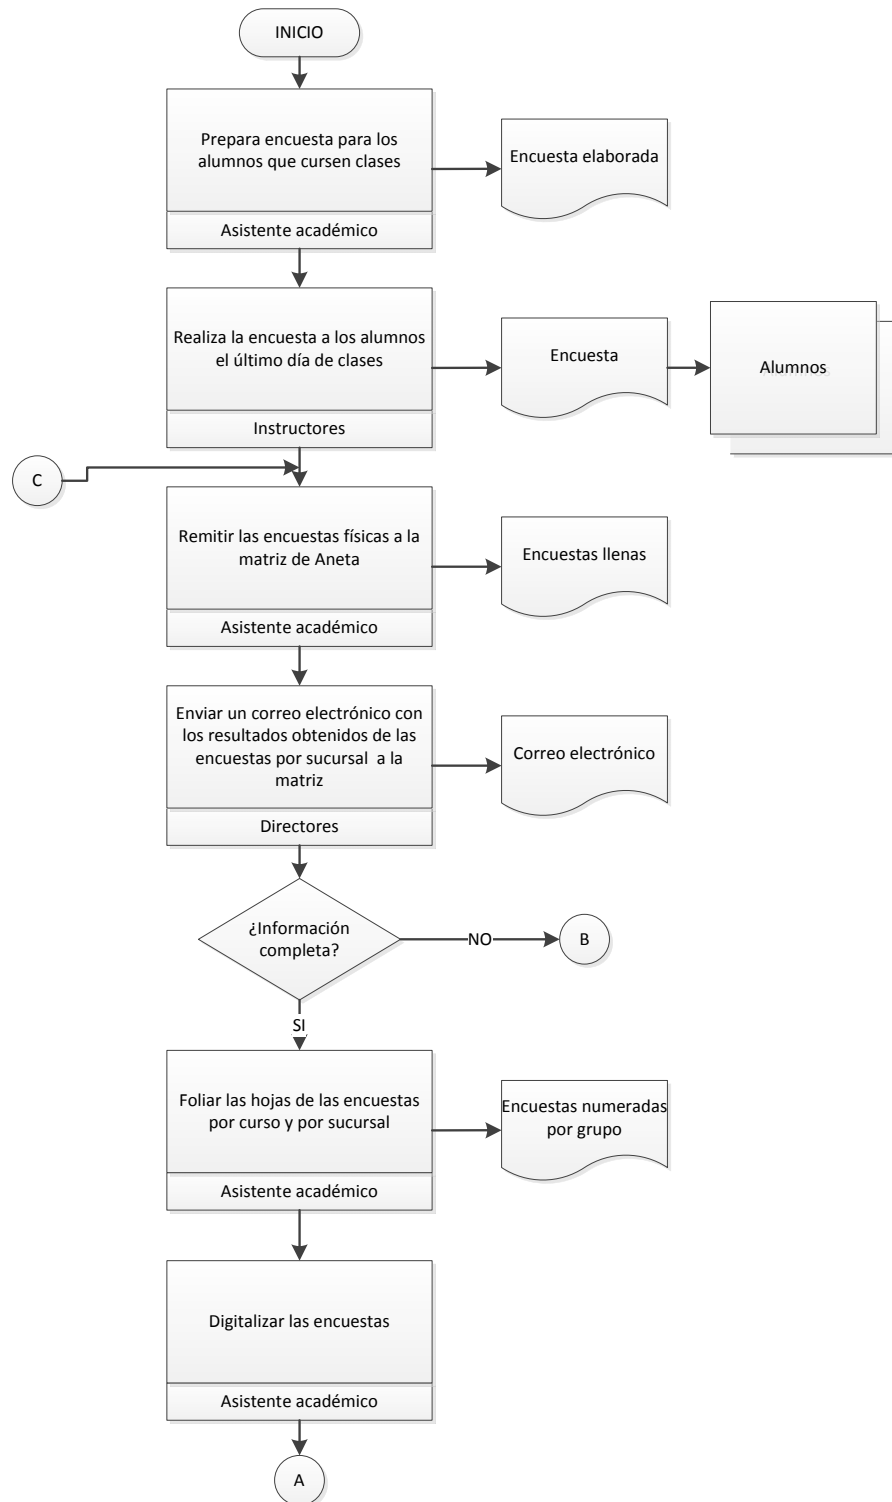 INICIO
Prepara encuesta para los
alumnos que cursen clases
Asistente académico
Encuesta elaborada
Realiza la encuesta a los alumnos
el último día de clases
Instructores
Encuesta
Alumnos
C
Remitir las encuestas físicas a la
matriz de Aneta
Asistente académico
Encuestas llenas
Enviar un correo electrónico con
los resultados obtenidos de las
encuestas por sucursal a la
matriz
Directores
Correo electrónico
¿Información
completa?
NO
B
SI
Foliar las hojas de las encuestas
por curso y por sucursal
Asistente académico
Encuestas numeradas
por grupo
Digitalizar las encuestas
Asistente académico
A